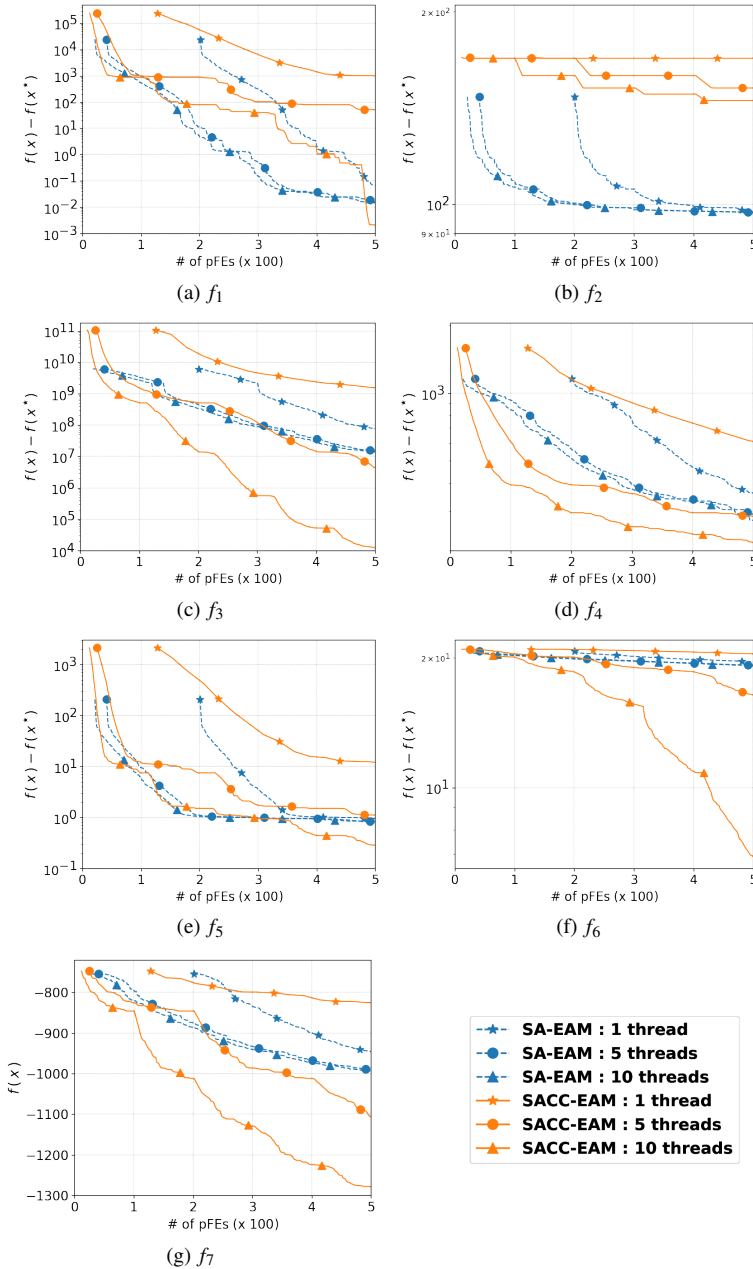 10^5
10^4
10^3
10^2
10^1
10^0
10^-1
10^-2
10^-3
f(x) − f(x*)
0 1 2 3 4 5
# of pFEs (x 100)
(a) f1
2 × 10^2
10^2
9 × 10^1
f(x) − f(x*)
0 1 2 3 4 5
# of pFEs (x 100)
(b) f2
10^11
10^10
10^9
10^8
10^7
10^6
10^5
10^4
f(x) − f(x*)
0 1 2 3 4 5
# of pFEs (x 100)
(c) f3
10^3
f(x) − f(x*)
0 1 2 3 4 5
# of pFEs (x 100)
(d) f4
10^3
10^2
10^1
10^0
10^-1
f(x) − f(x*)
0 1 2 3 4 5
# of pFEs (x 100)
(e) f5
2 × 10^1
10^1
f(x) − f(x*)
0 1 2 3 4 5
# of pFEs (x 100)
(f) f6
−800
−900
−1000
−1100
−1200
−1300
f(x)
0 1 2 3 4 5
# of pFEs (x 100)
(g) f7
SA-EAM : 1 thread
SA-EAM : 5 threads
SA-EAM : 10 threads
SACC-EAM : 1 thread
SACC-EAM : 5 threads
SACC-EAM : 10 threads